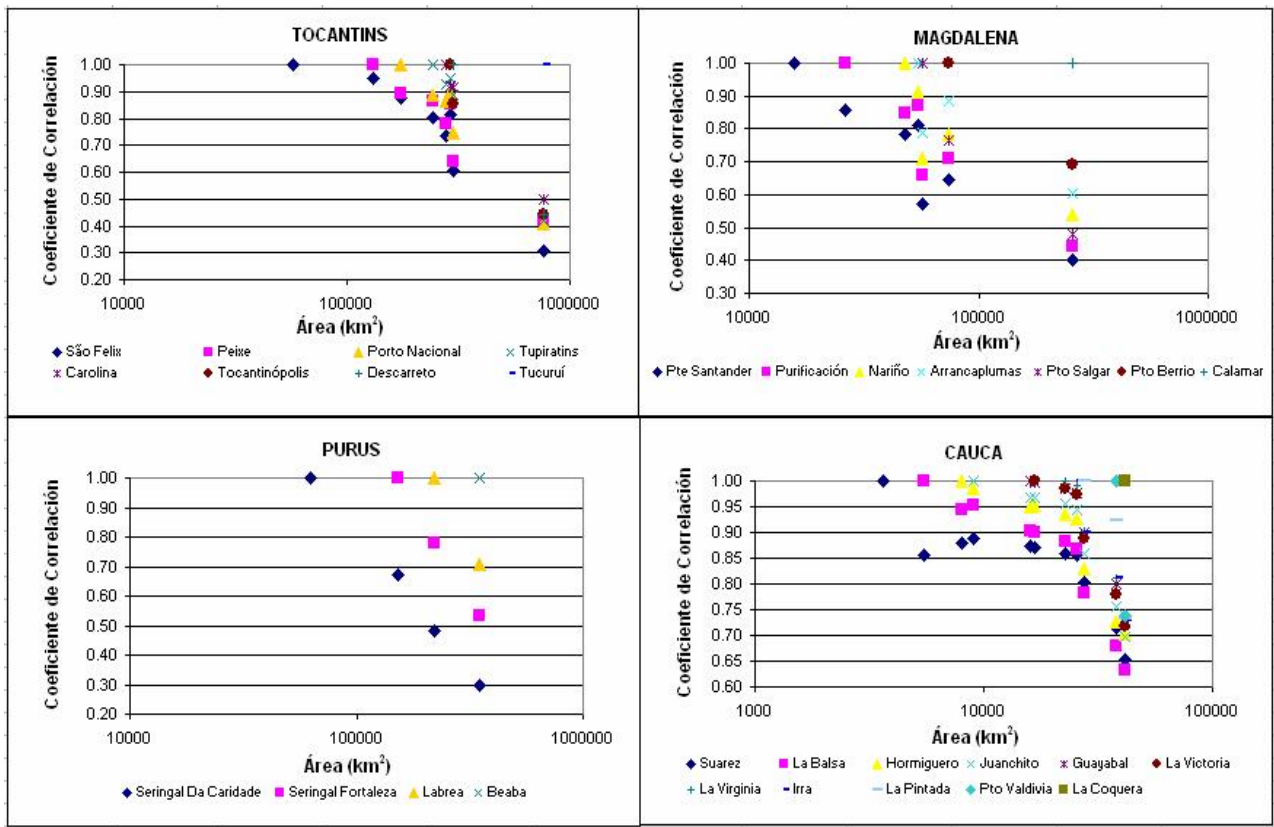 TOCANTINS
Coeficiente de Correlación
1.00
0.90
0.80
0.70
0.60
0.50
0.40
0.30
0.20
10000 100000 1000000
Área (km²)
São Felix Peixe Porto Nacional Tupiratins
Carolina Tocantinópolis Descarreto Tucuruí
MAGDALENA
Coeficiente de Correlación
1.00
0.90
0.80
0.70
0.60
0.50
0.40
0.30
10000 100000 1000000
Área (km²)
Pte Santander Purificación Nariño Arrancaplumas Pto Salgar Pto Berrio Calamar
PURUS
Coeficiente de Correlación
1.00
0.90
0.80
0.70
0.60
0.50
0.40
0.30
0.20
10000 100000 1000000
Área (km²)
Seringal Da Caridade Seringal Fortaleza Labrea Beaba
CAUCA
Coeficiente de Correlación
1.00
0.95
0.90
0.85
0.80
0.75
0.70
0.65
0.60
1000 10000 100000
Área (km²)
Suarez La Balsa Hormiguero Juanchito Guayabal La Victoria
La Virginia Irra La Pintada Pto Valdivia La Coquera